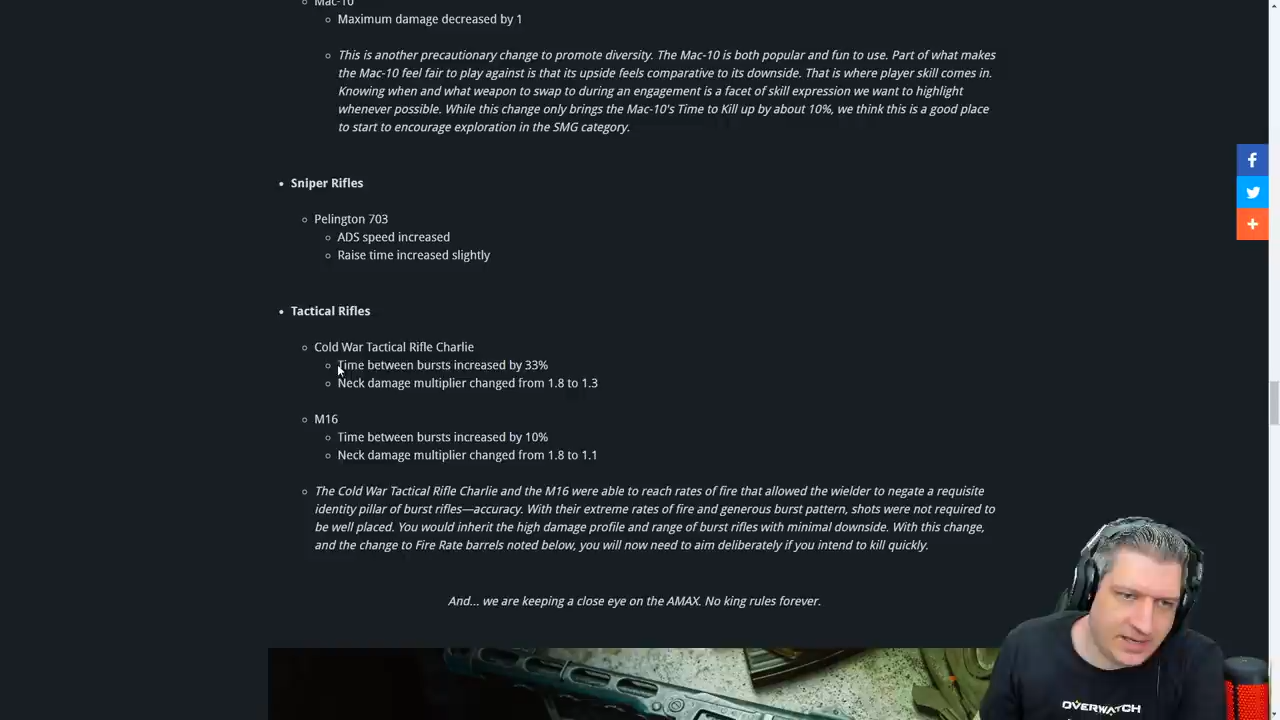 Mac-10
Maximum damage decreased by 1
This is another precautionary change to promote diversity. The Mac-10 is both popular and fun to use. Part of what makes
the Mac-10 feel fair to play against is that its upside feels comparative to its downside. That is where player skill comes in.
Knowing when and what weapon to swap to during an engagement is a facet of skill expression we want to highlight
whenever possible. While this change only brings the Mac-10's Time to Kill up by about 10%, we think this is a good place
to start to encourage exploration in the SMG category.
Sniper Rifles
Pelington 703
ADS speed increased
Raise time increased slightly
Tactical Rifles
Cold War Tactical Rifle Charlie
Time between bursts increased by 33%
Neck damage multiplier changed from 1.8 to 1.3
M16
Time between bursts increased by 10%
Neck damage multiplier changed from 1.8 to 1.1
The Cold War Tactical Rifle Charlie and the M16 were able to reach rates of fire that allowed the wielder to negate a requisite
identity pillar of burst rifles—accuracy. With their extreme rates of fire and generous burst pattern, shots were not required to
be well placed. You would inherit the high damage profile and range of burst rifles with minimal downside. With this change,
and the change to Fire Rate barrels noted below, you will now need to aim deliberately if you intend to kill quickly.
And... we are keeping a close eye on the AMAX. No king rules forever.
OVERWATCH